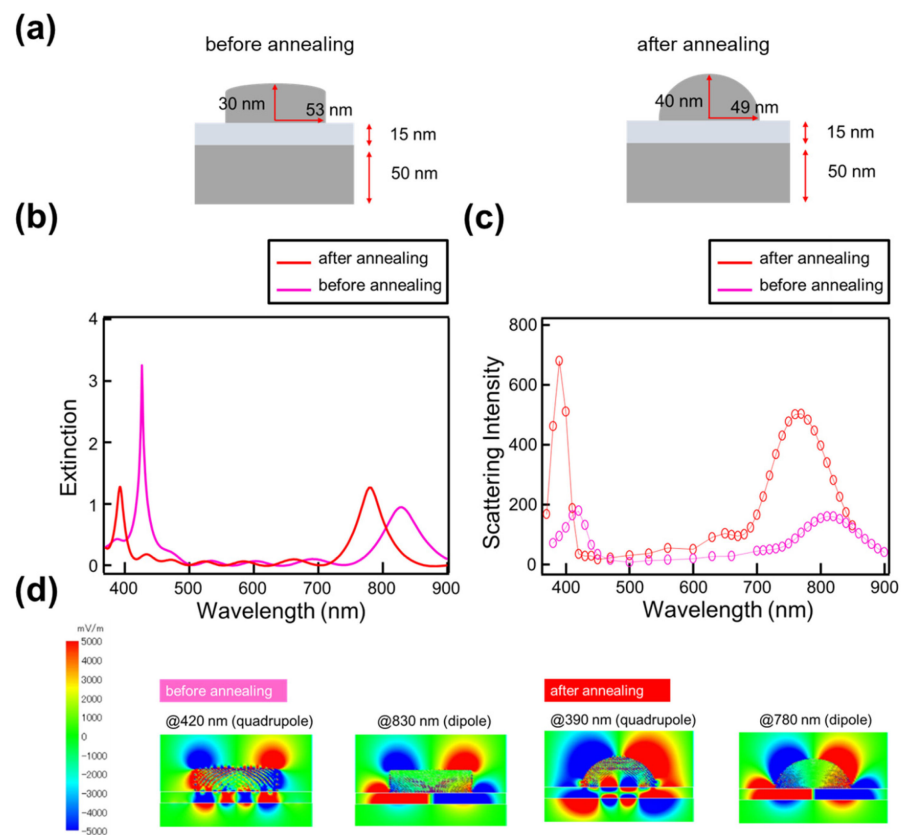 (a)
before annealing
after annealing
30 nm
53 nm
15 nm
50 nm
40 nm
49 nm
15 nm
50 nm
(b)
after annealing
before annealing
4
3
2
1
0
Extinction
400
500
600
700
800
900
Wavelength (nm)
(c)
after annealing
before annealing
800
600
400
200
0
Scattering Intensity
400
500
600
700
800
900
Wavelength (nm)
(d)
mV/m
5000
4000
3000
2000
1000
0
-1000
-2000
-3000
-4000
-5000
before annealing
@420 nm (quadrupole)
@830 nm (dipole)
after annealing
@390 nm (quadrupole)
@780 nm (dipole)